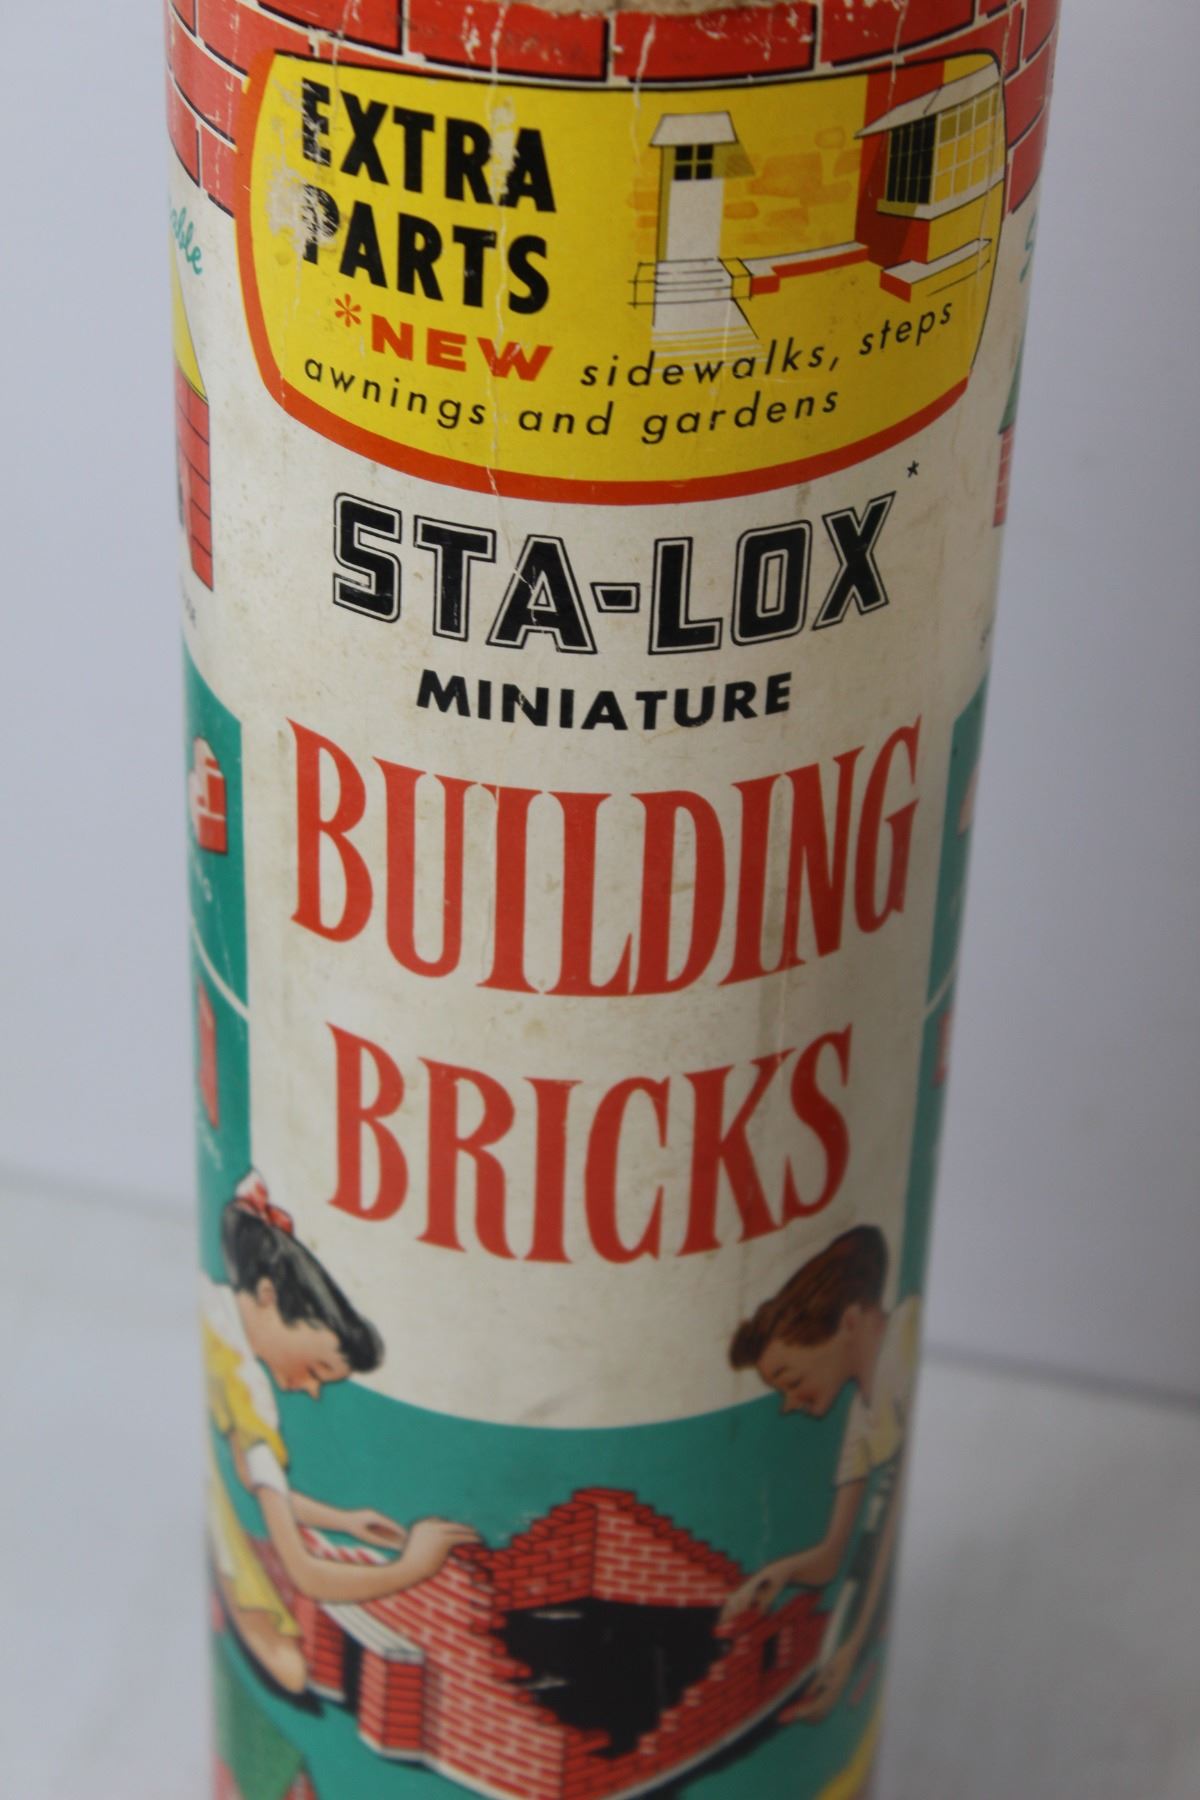 EXTRA
PARTS
*NEW sidewalks, steps
awnings and gardens
STA-LOX*
MINIATURE
BUILDING
BRICKS